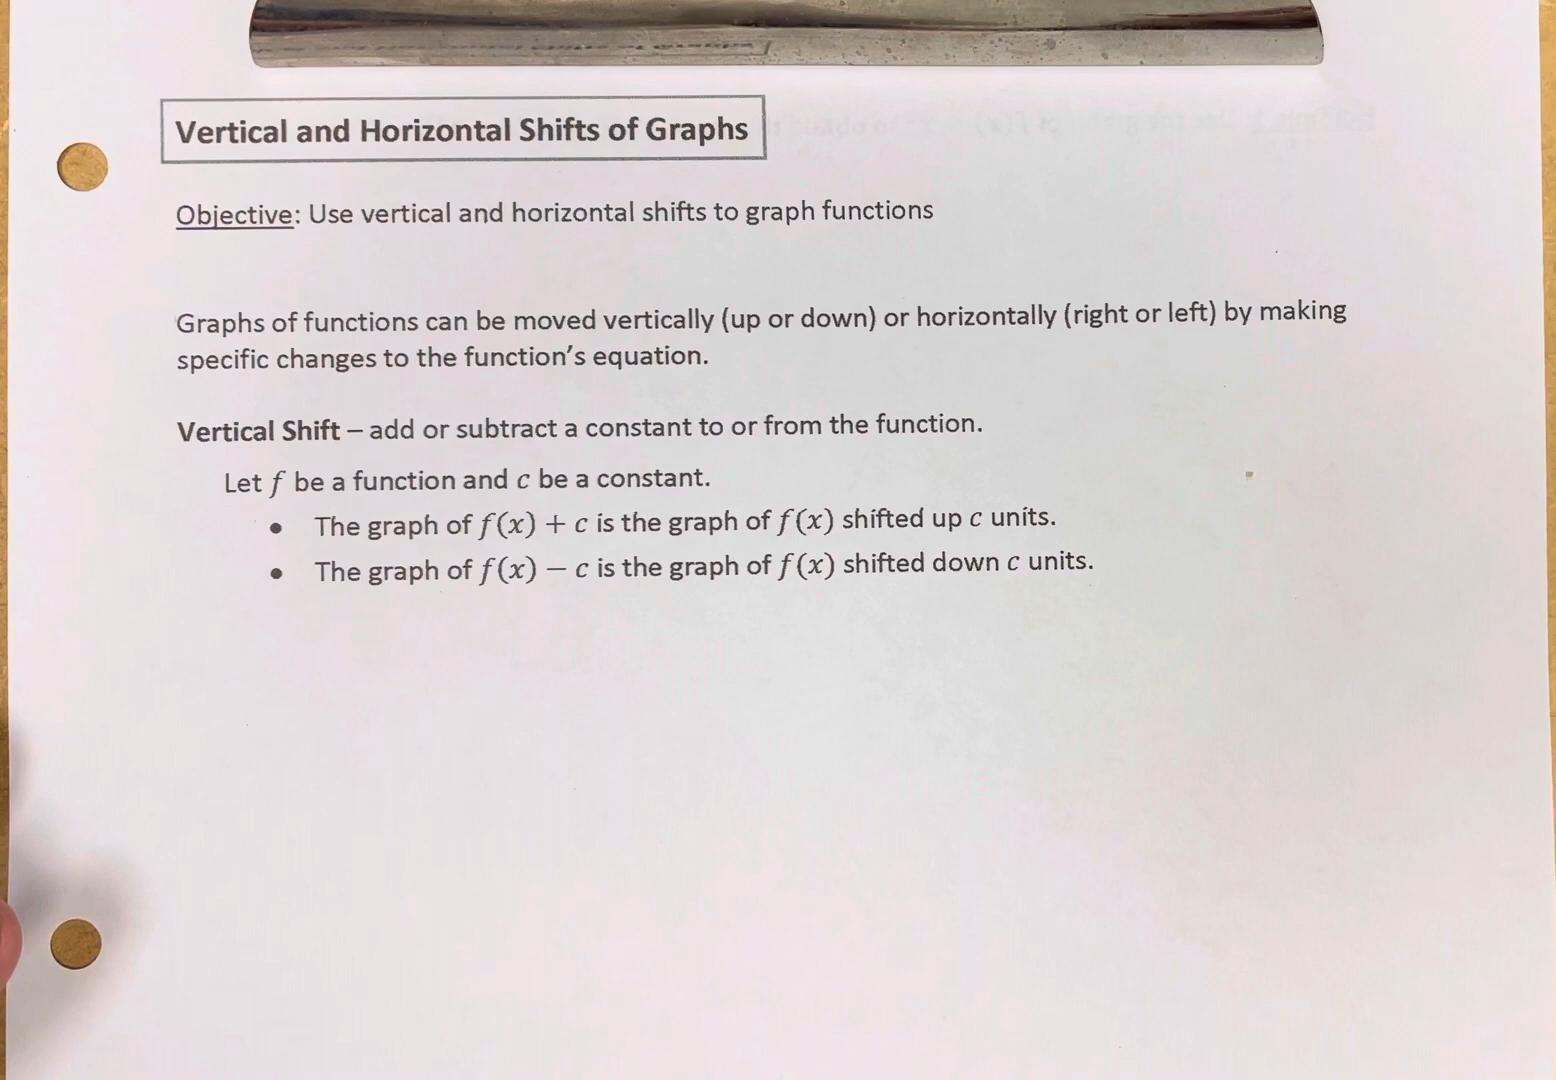 Vertical and Horizontal Shifts of Graphs
Objective: Use vertical and horizontal shifts to graph functions
Graphs of functions can be moved vertically (up or down) or horizontally (right or left) by making
specific changes to the function’s equation.
Vertical Shift – add or subtract a constant to or from the function.
Let f be a function and c be a constant.
• The graph of f(x) + c is the graph of f(x) shifted up c units.
• The graph of f(x) − c is the graph of f(x) shifted down c units.